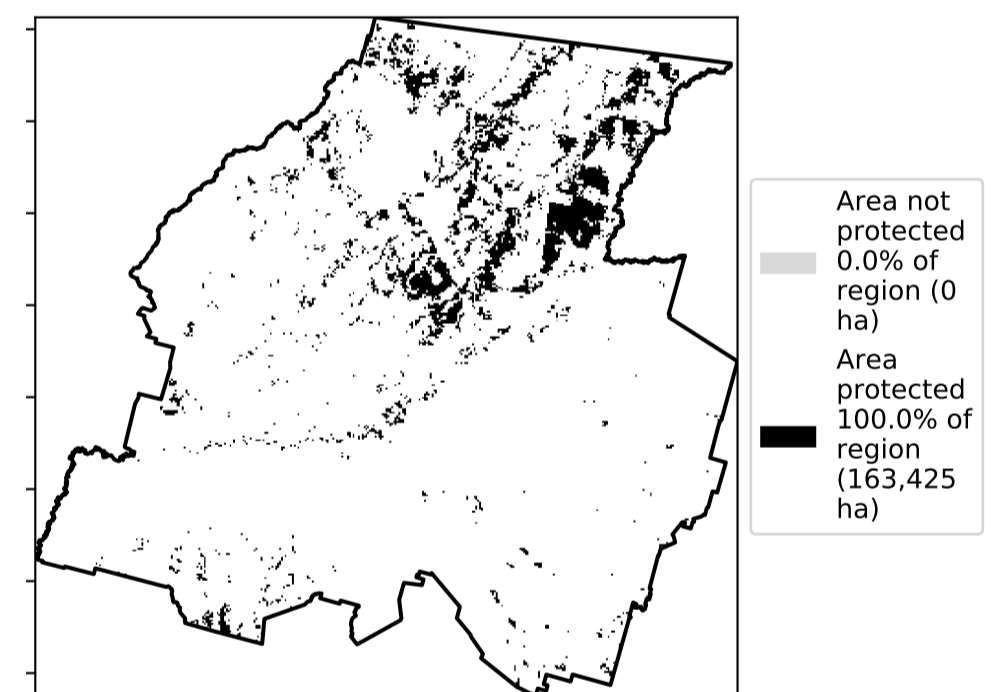 Area not
protected
0.0% of
region (0
ha)
Area
protected
100.0% of
region
(163,425
ha)